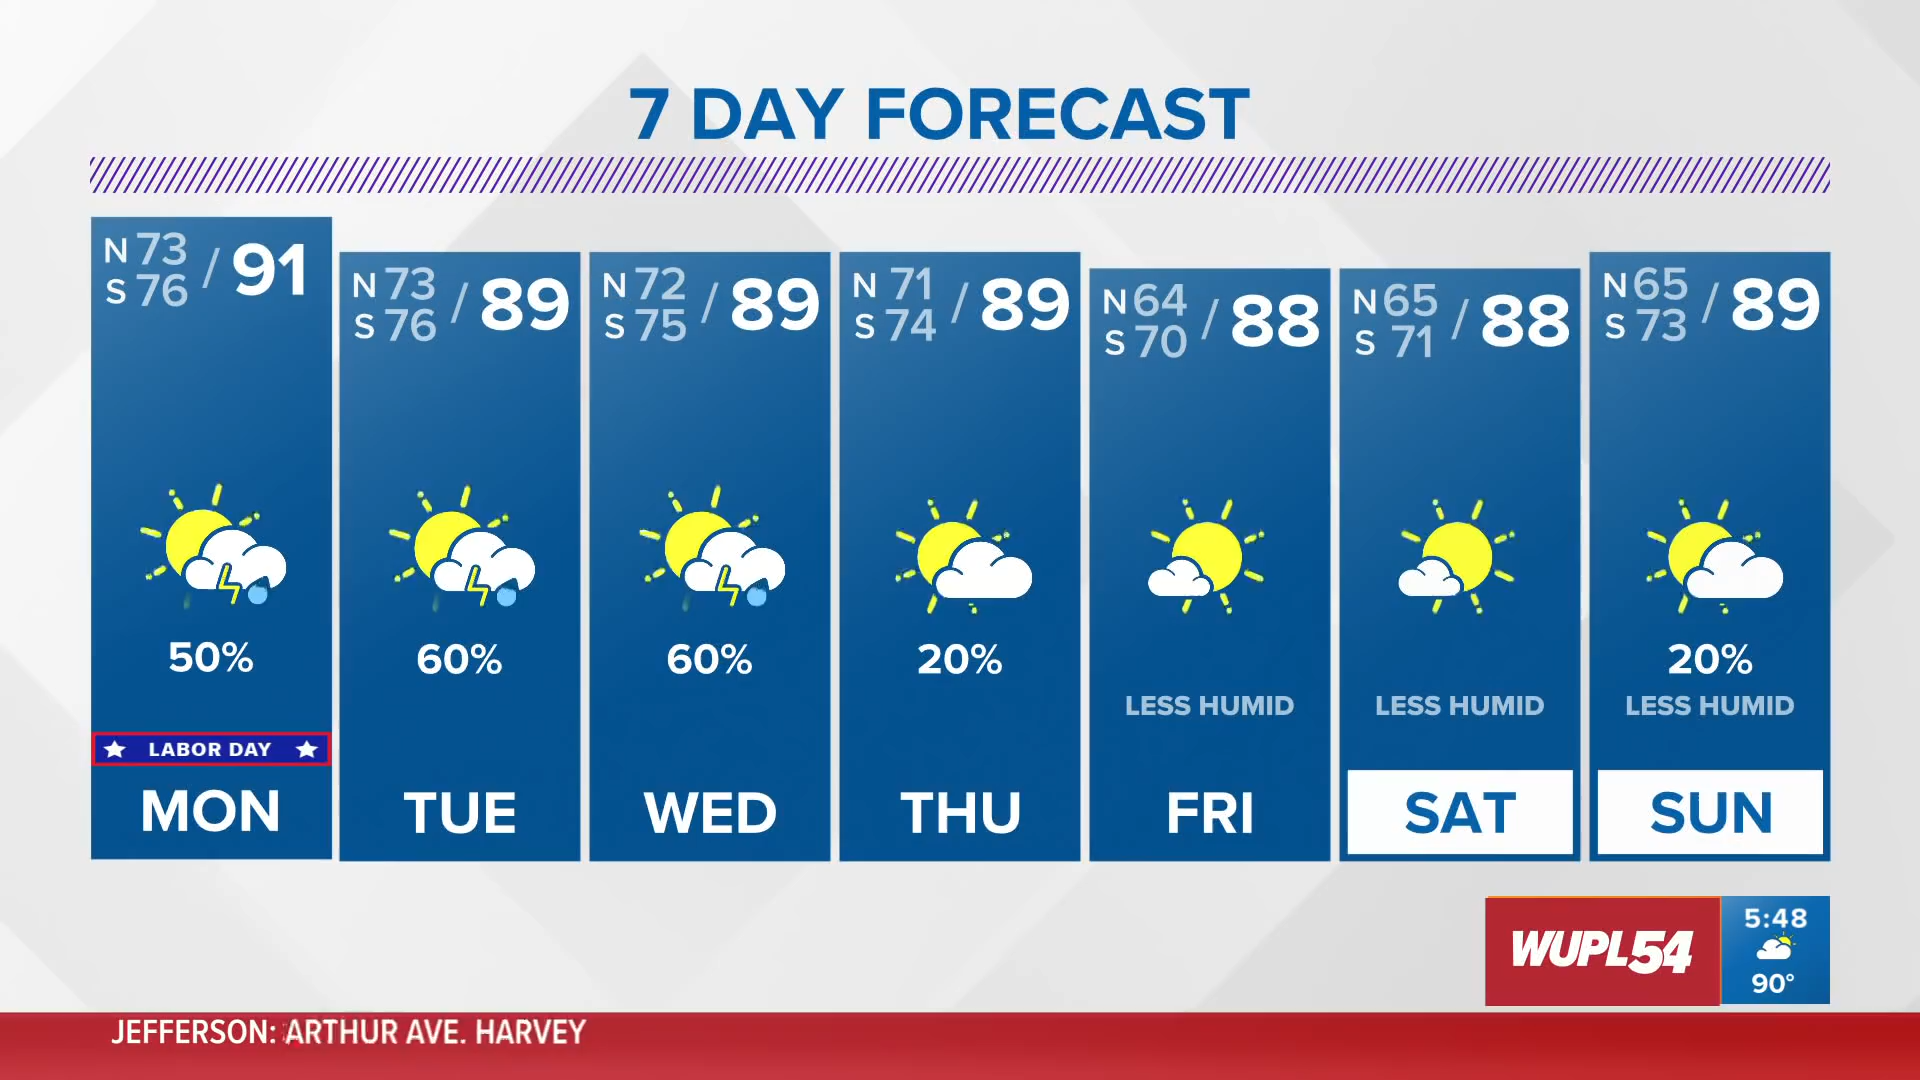 7 DAY FORECAST
N 73
S 76 / 91
50%
LABOR DAY
MON
N 73
S 76 / 89
60%
TUE
N 72
S 75 / 89
60%
WED
N 71
S 74 / 89
20%
THU
N 64
S 70 / 88
LESS HUMID
FRI
N 65
S 71 / 88
LESS HUMID
SAT
N 65
S 73 / 89
20%
LESS HUMID
SUN
WUPL54
5:48
90°
JEFFERSON: ARTHUR AVE. HARVEY